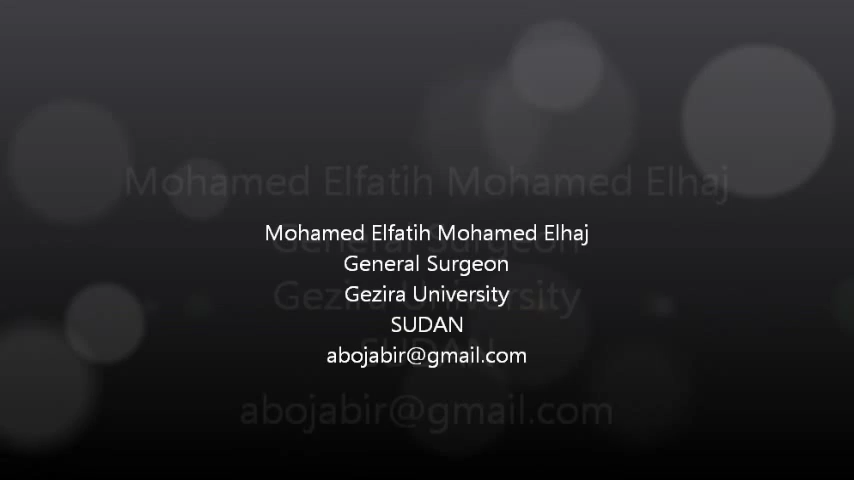 Mohamed Elfatih Mohamed Elhaj
General Surgeon
Gezira University
SUDAN
abojabir@gmail.com